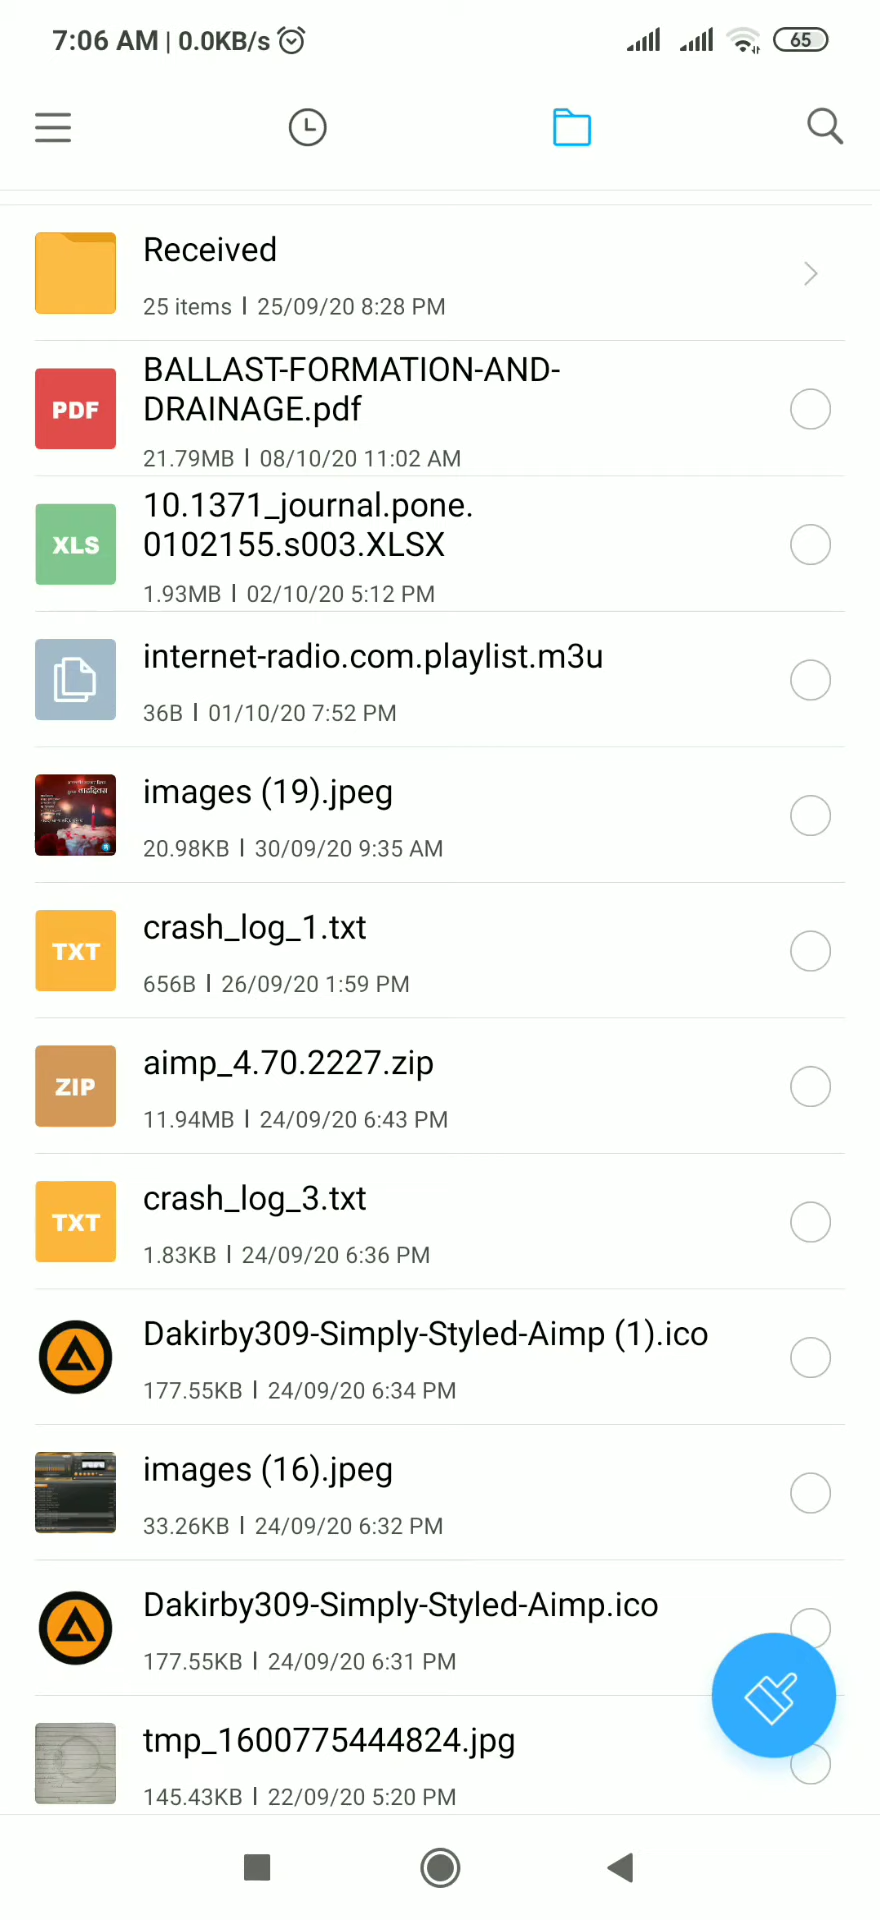 7:06 AM | 0.0KB/s
65
Received
25 items | 25/09/20 8:28 PM
PDF
BALLAST-FORMATION-AND-
DRAINAGE.pdf
21.79MB | 08/10/20 11:02 AM
XLS
10.1371_journal.pone.
0102155.s003.XLSX
1.93MB | 02/10/20 5:12 PM
internet-radio.com.playlist.m3u
36B | 01/10/20 7:52 PM
images (19).jpeg
20.98KB | 30/09/20 9:35 AM
TXT
crash_log_1.txt
656B | 26/09/20 1:59 PM
ZIP
aimp_4.70.2227.zip
11.94MB | 24/09/20 6:43 PM
TXT
crash_log_3.txt
1.83KB | 24/09/20 6:36 PM
Dakirby309-Simply-Styled-Aimp (1).ico
177.55KB | 24/09/20 6:34 PM
images (16).jpeg
33.26KB | 24/09/20 6:32 PM
Dakirby309-Simply-Styled-Aimp.ico
177.55KB | 24/09/20 6:31 PM
tmp_1600775444824.jpg
145.43KB | 22/09/20 5:20 PM